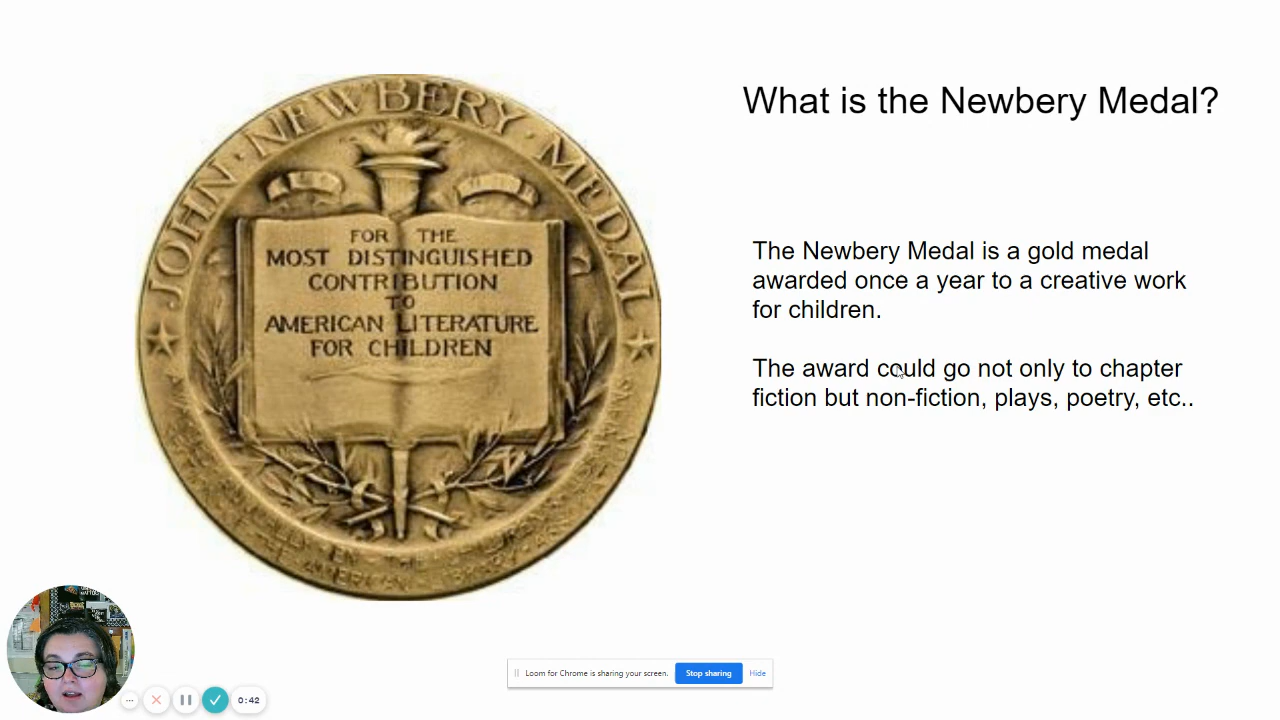 JOHN · NEWBERY · MEDAL
FOR THE
MOST DISTINGUISHED
CONTRIBUTION
TO
AMERICAN LITERATURE
FOR CHILDREN
What is the Newbery Medal?
The Newbery Medal is a gold medal
awarded once a year to a creative work
for children.
The award could go not only to chapter
fiction but non-fiction, plays, poetry, etc..
Loom for Chrome is sharing your screen.
Stop sharing
Hide
0:42